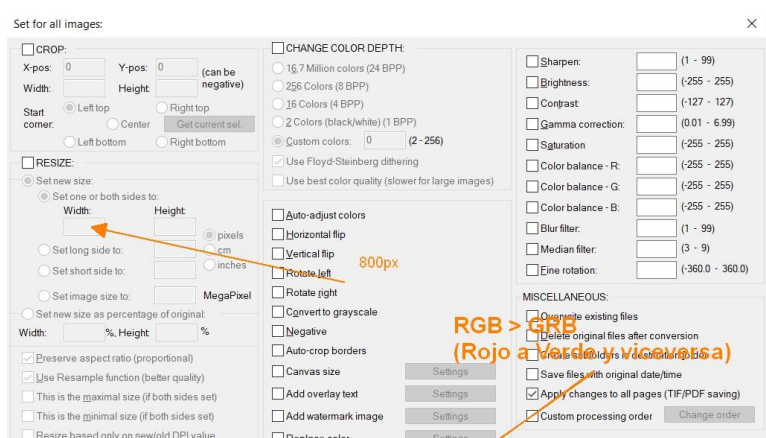 Set for all images:
CROP:
X-pos: 0 Y-pos: 0 (can be negative)
Width: Height:
Start corner:
Left top Right top
Center Get current sel.
Left bottom Right bottom
RESIZE:
Set new size:
Set one or both sides to:
Width: Height:
pixels
cm
inches
Set long side to:
Set short side to:
Set image size to: MegaPixel
Set new size as percentage of original:
Width: %, Height: %
Preserve aspect ratio (proportional)
Use Resample function (better quality)
This is the maximal size (if both sides set)
This is the minimal size (if both sides set)
Resize based only on new/old DPI value
CHANGE COLOR DEPTH:
16,7 Million colors (24 BPP)
256 Colors (8 BPP)
16 Colors (4 BPP)
2 Colors (black/white) (1 BPP)
Custom colors: 0 (2 - 256)
Use Floyd-Steinberg dithering
Use best color quality (slower for large images)
Auto-adjust colors
Horizontal flip
Vertical flip
Rotate left
Rotate right
Convert to grayscale
Negative
Auto-crop borders
Canvas size Settings
Add overlay text Settings
Add watermark image Settings
Replace color Settings
800px
Sharpen: (1 - 99)
Brightness: (-255 - 255)
Contrast: (-127 - 127)
Gamma correction: (0.01 - 6.99)
Saturation (-255 - 255)
Color balance - R: (-255 - 255)
Color balance - G: (-255 - 255)
Color balance - B: (-255 - 255)
Blur filter: (1 - 99)
Median filter: (3 - 9)
Fine rotation: (-360.0 - 360.0)
MISCELLANEOUS:
Overwrite existing files
Delete original files after conversion
Create subfolders in destination folder
Save files with original date/time
Apply changes to all pages (TIF/PDF saving)
Custom processing order Change order
RGB > GRB
(Rojo a Verde y viceversa)